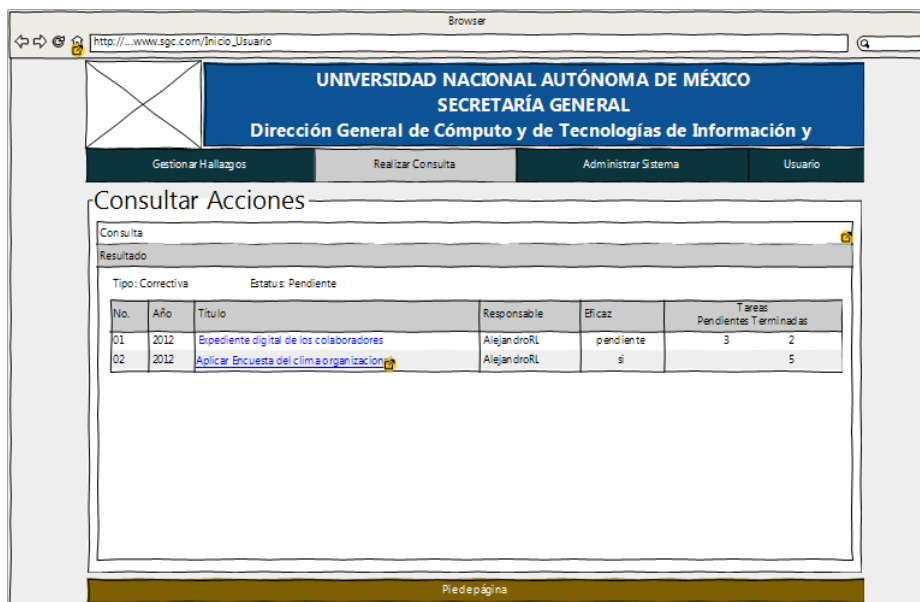 Browser
http://...www.sgc.com/Inicio_Usuario
UNIVERSIDAD NACIONAL AUTÓNOMA DE MÉXICO
SECRETARÍA GENERAL
Dirección General de Cómputo y de Tecnologías de Información y
Gestionar Hallazgos Realizar Consulta Administrar Sistema Usuario
Consultar Acciones
Consulta
Resultado
Tipo: Correctiva Estatus: Pendiente
No. Año Título Responsable Eficaz Tareas
Pendientes Terminadas
01 2012 Expediente digital de los colaboradores AlejandroRL pendiente 3 2
02 2012 Aplicar Encuesta del clima organizacional AlejandroRL si 5
Pie de página